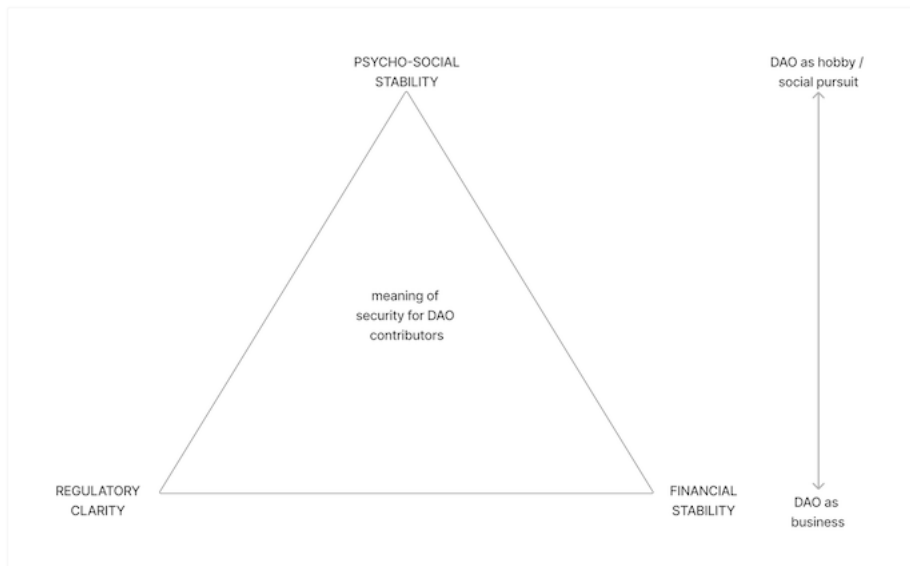 PSYCHO-SOCIAL
STABILITY
DAO as hobby /
social pursuit
meaning of
security for DAO
contributors
REGULATORY
CLARITY
FINANCIAL
STABILITY
DAO as
business